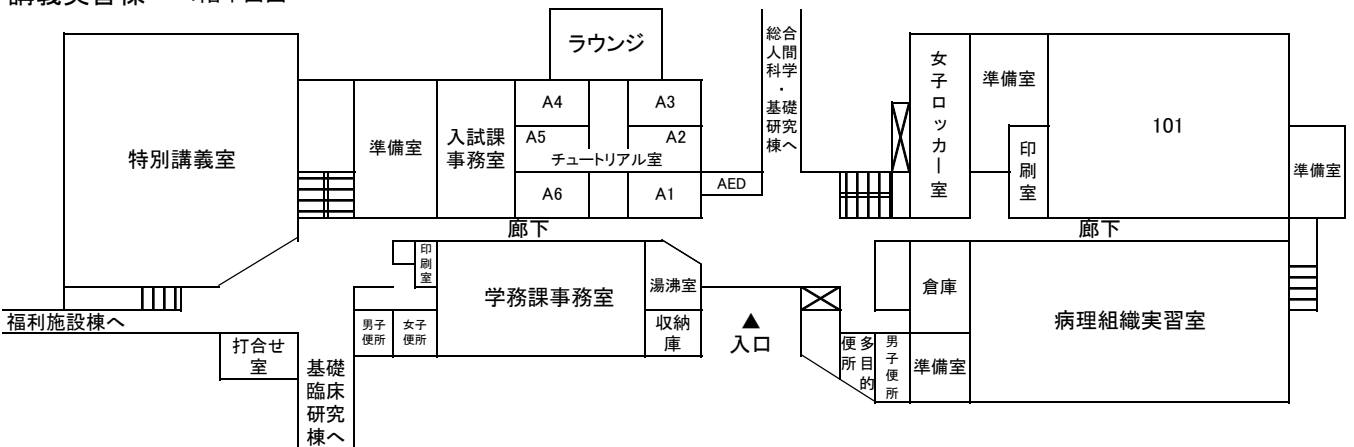 ラウンジ
総合
人間
科学
・
基礎
研究
棟へ
女子ロッカー室
準備室
101
A4
A3
特別講義室
準備室
入試課
事務室
A5
A2
チュートリアル室
印刷室
準備室
A6
A1
AED
廊下
廊下
印刷室
学務課事務室
湯沸室
倉庫
病理組織実習室
福利施設棟へ
男子
便所
女子
便所
収納
庫
▲
入口
打合せ
室
多目的
便所
男子便所
準備室
基礎
臨床
研究
棟へ